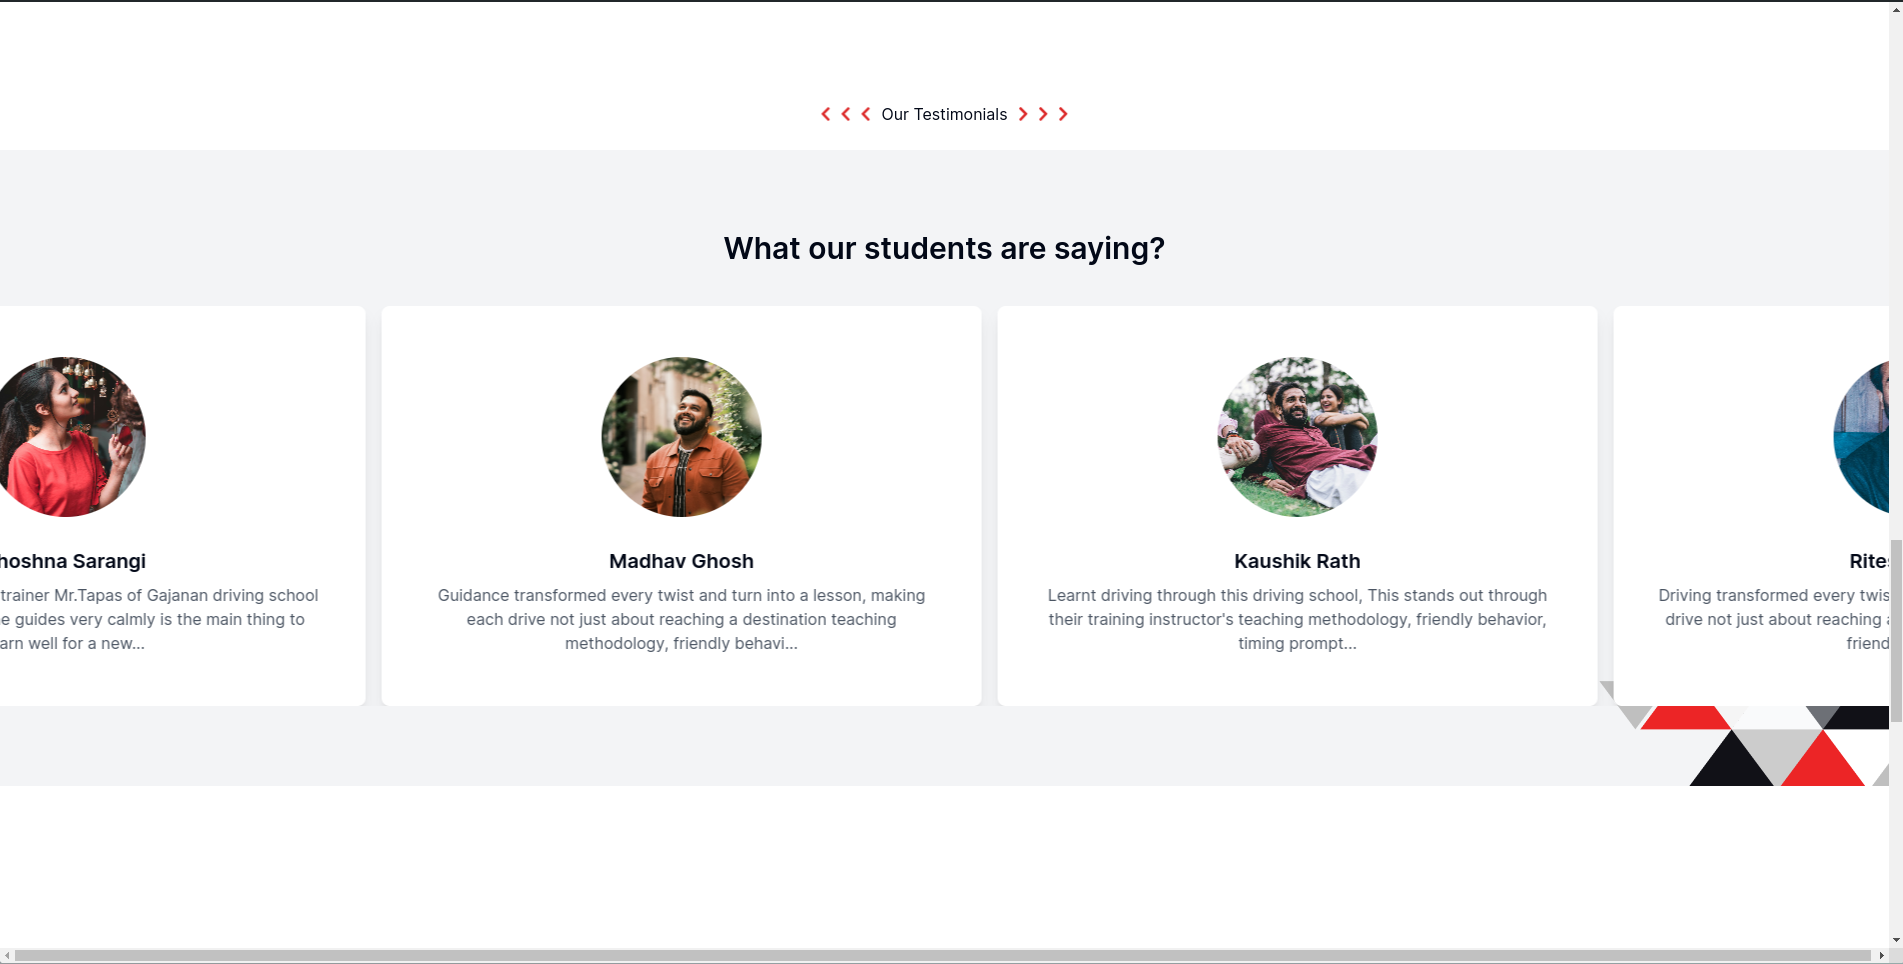 Our Testimonials
What our students are saying?
hoshna Sarangi
trainer Mr.Tapas of Gajanan driving school
e guides very calmly is the main thing to
arn well for a new...
Madhav Ghosh
Guidance transformed every twist and turn into a lesson, making
each drive not just about reaching a destination teaching
methodology, friendly behavi...
Kaushik Rath
Learnt driving through this driving school, This stands out through
their training instructor's teaching methodology, friendly behavior,
timing prompt...
Rites
Driving transformed every twis
drive not just about reaching a
friend